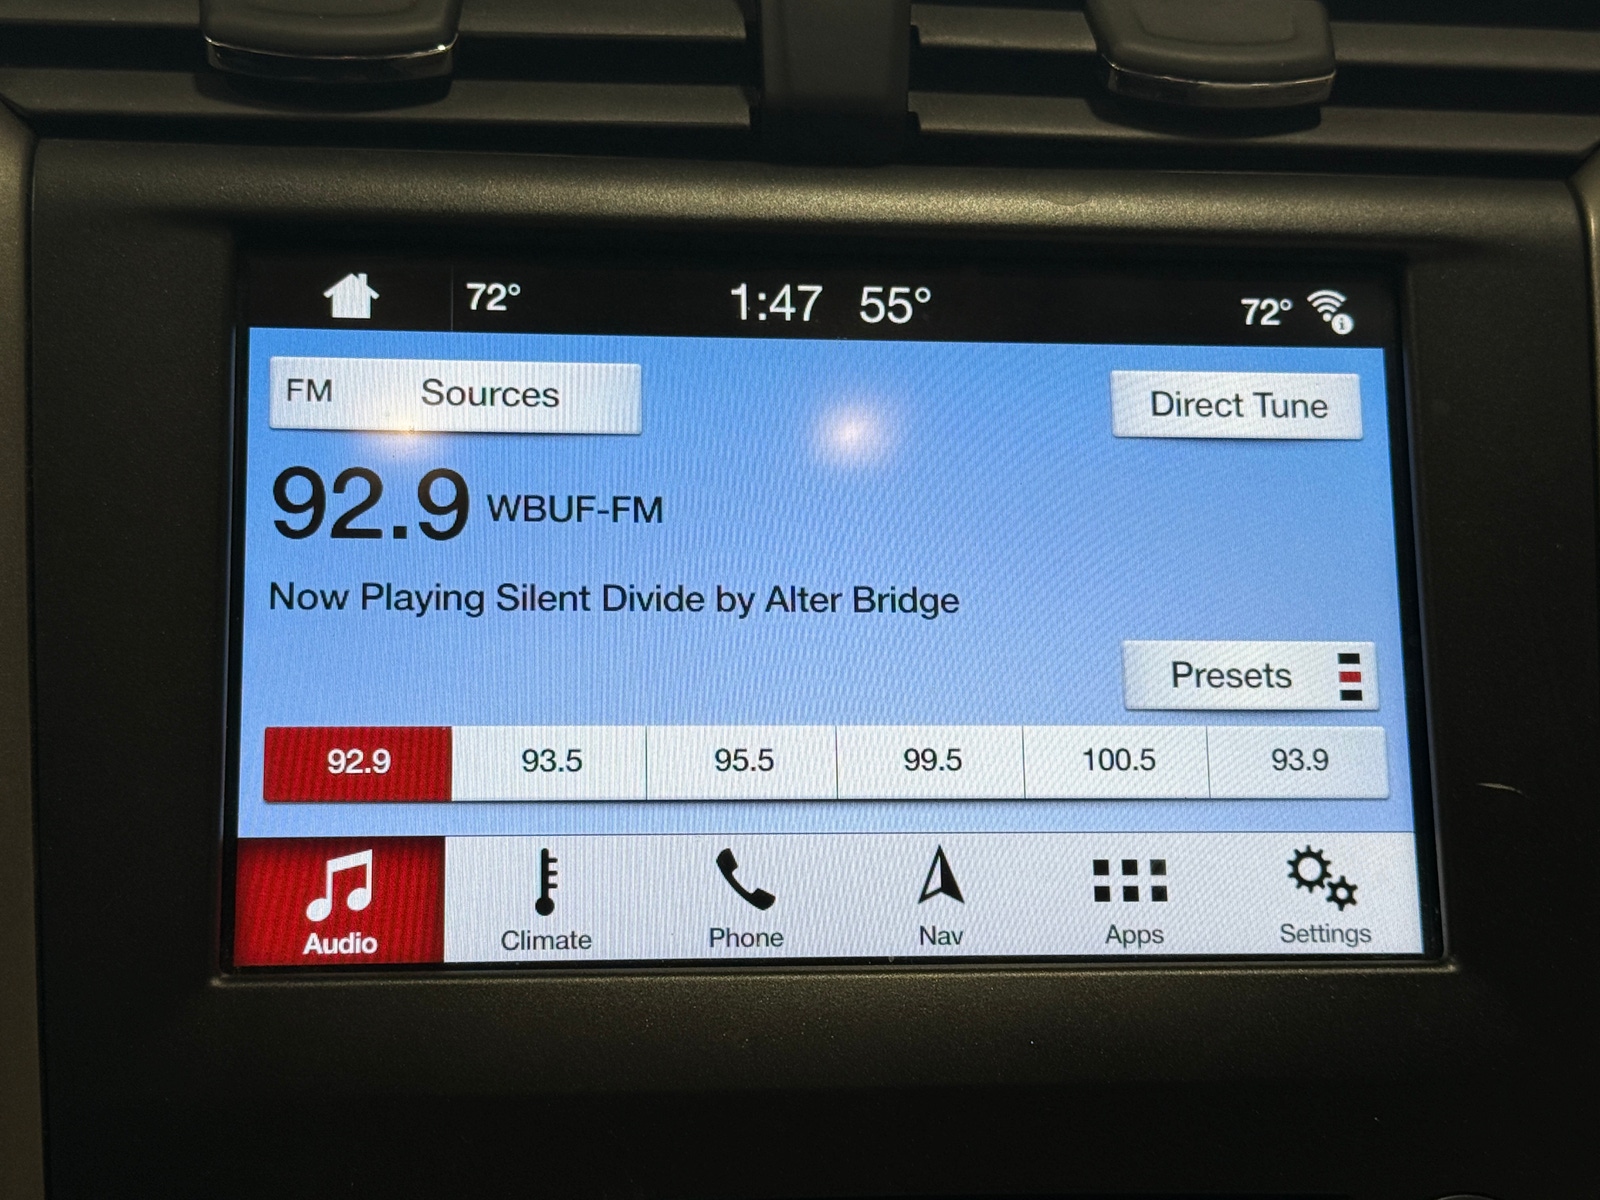 72° 1:47 55° 72°
FM Sources Direct Tune
92.9 WBUF-FM
Now Playing Silent Divide by Alter Bridge
Presets
92.9 93.5 95.5 99.5 100.5 93.9
Audio Climate Phone Nav Apps Settings